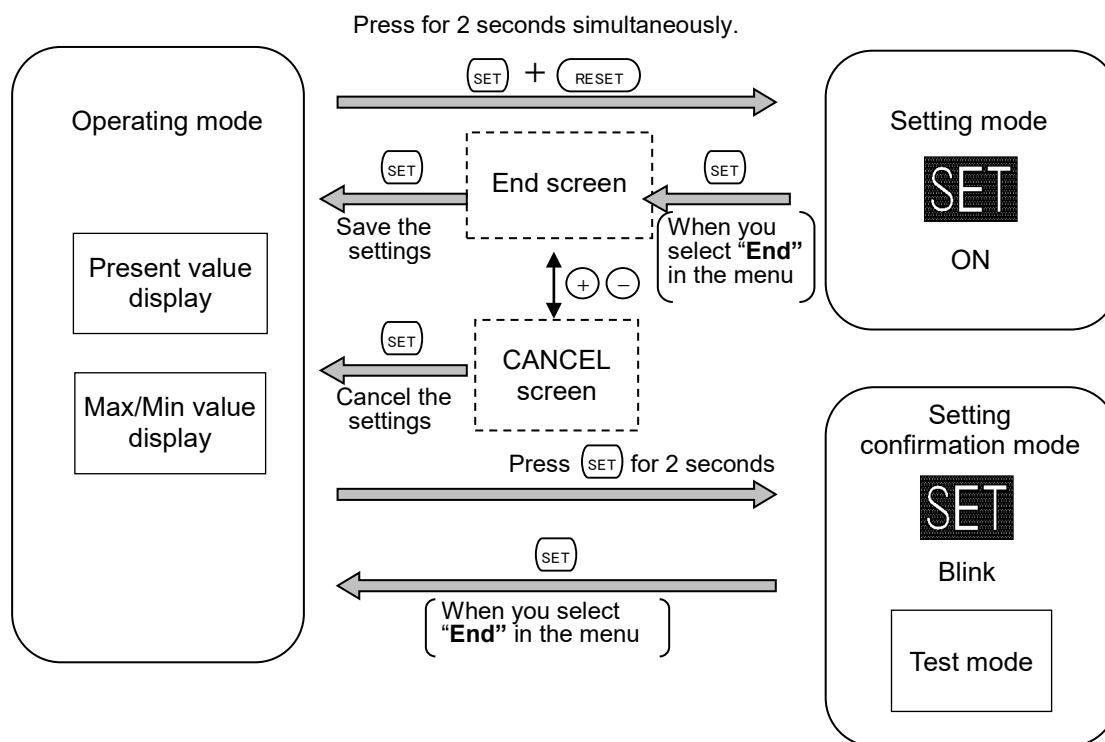 Press for 2 seconds simultaneously.
SET + RESET
Operating mode
Setting mode
SET
End screen
SET
SET
Save the
settings
When you
select “End”
in the menu
ON
Present value
display
+ −
SET
CANCEL
screen
Cancel the
settings
Max/Min value
display
Setting
confirmation mode
Press SET for 2 seconds
SET
Blink
SET
When you select
“End” in the menu
Test mode